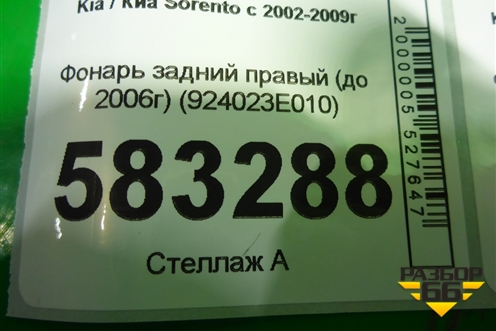 Kia / Киа Sorento с 2002-2009г
Фонарь задний правый (до
2006г) (924023E010)
583288
Стеллаж А
2000005527647
РАЗБОР
66